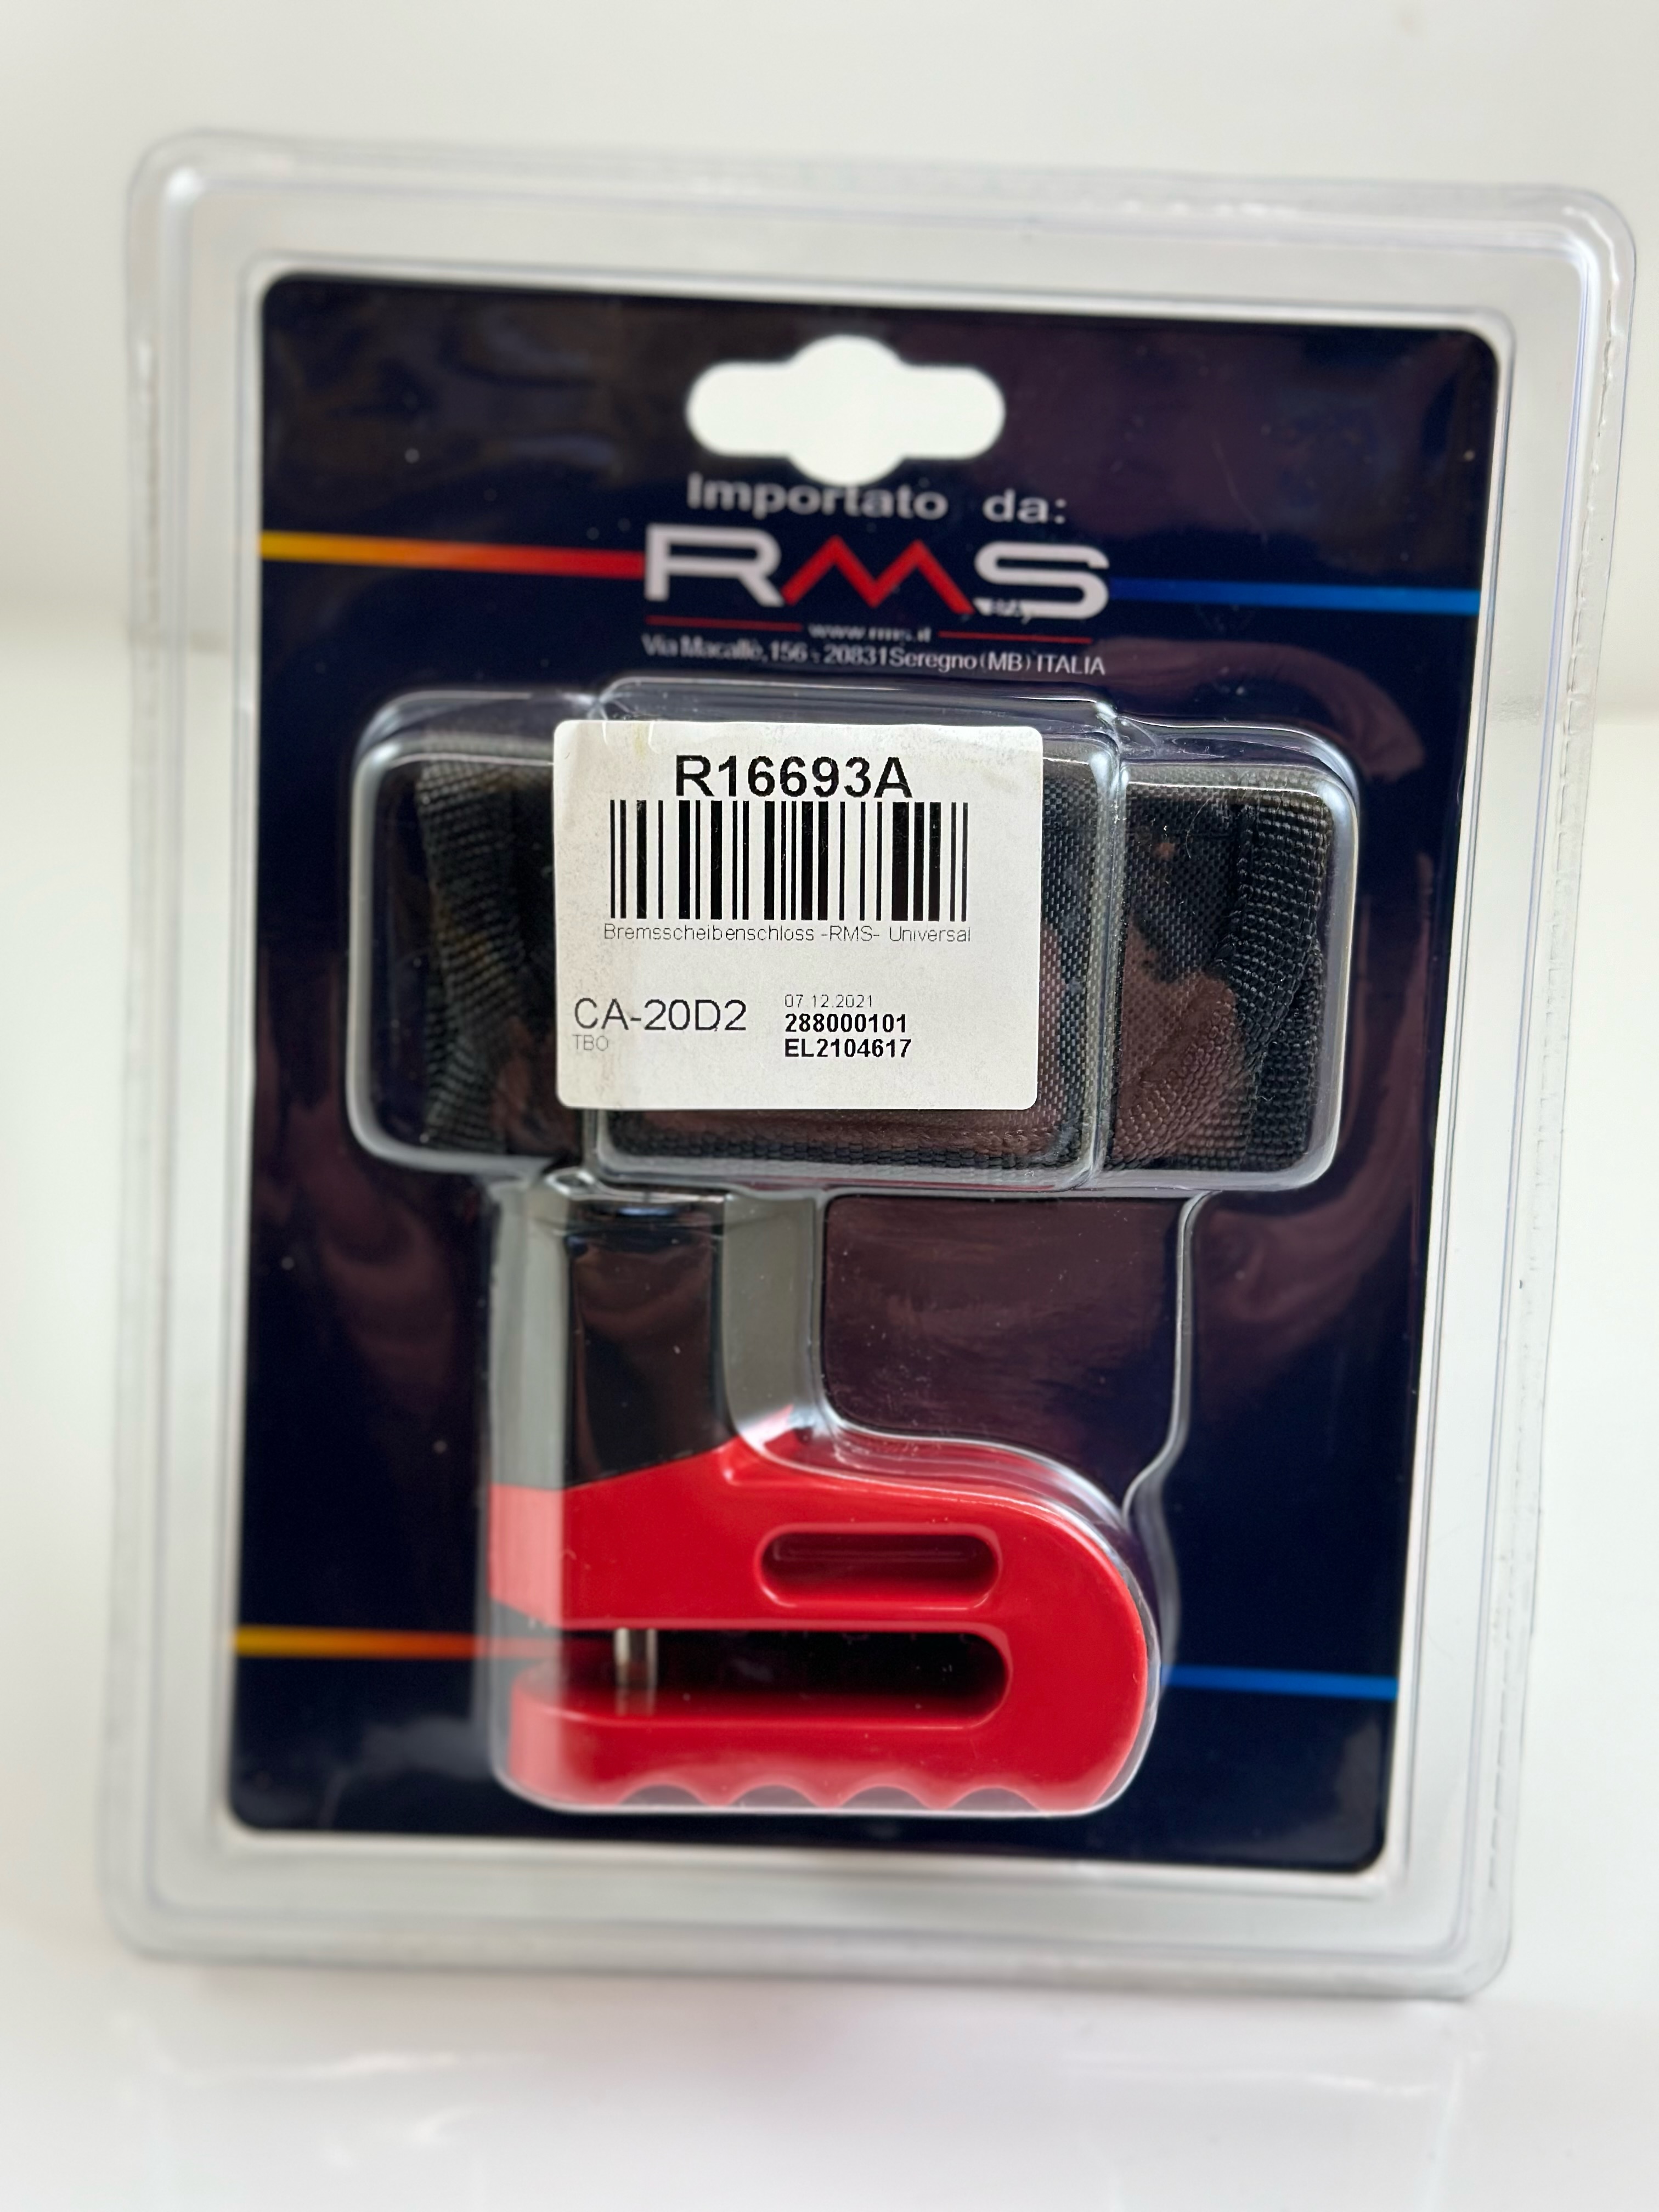 Importato da:
RMS
www.rms.it
Via Macallè,156 - 20831 Seregno (MB) ITALIA
R16693A
Bremsscheibenschloss -RMS- Universal
CA-20D2
TBO
07.12.2021
288000101
EL2104617